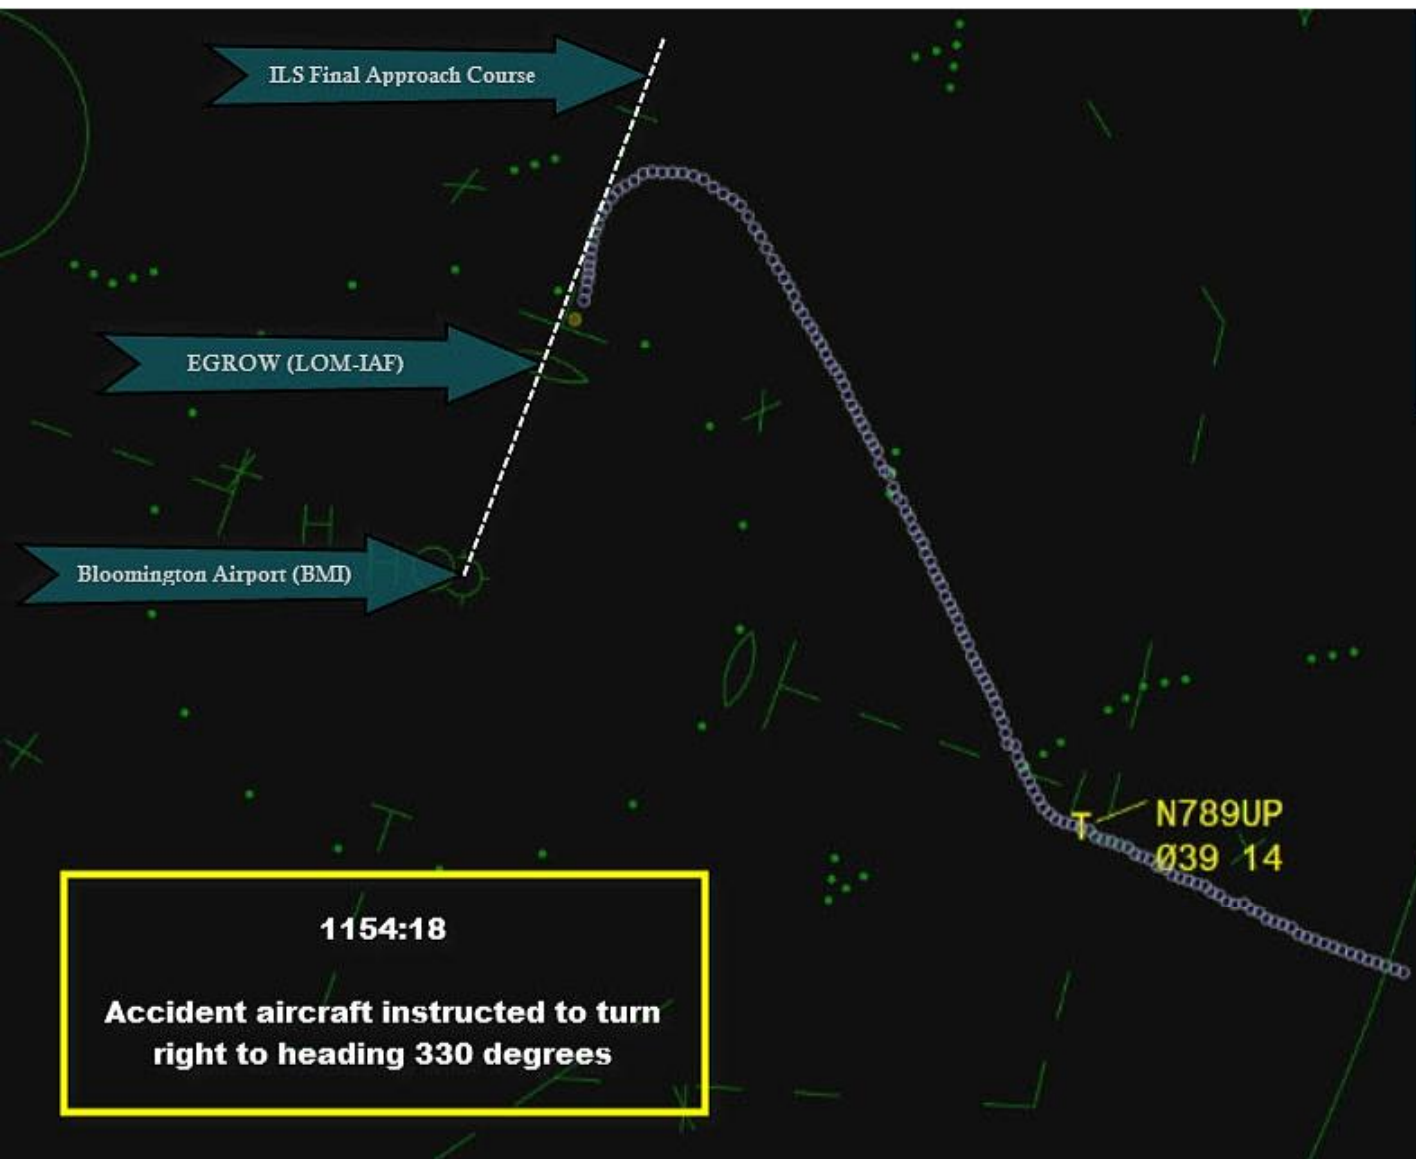 ILS Final Approach Course
EGROW (LOM-IAF)
H
Bloomington Airport (BMI)
T
N789UP
Ø39 14
1154:18
Accident aircraft instructed to turn
right to heading 330 degrees